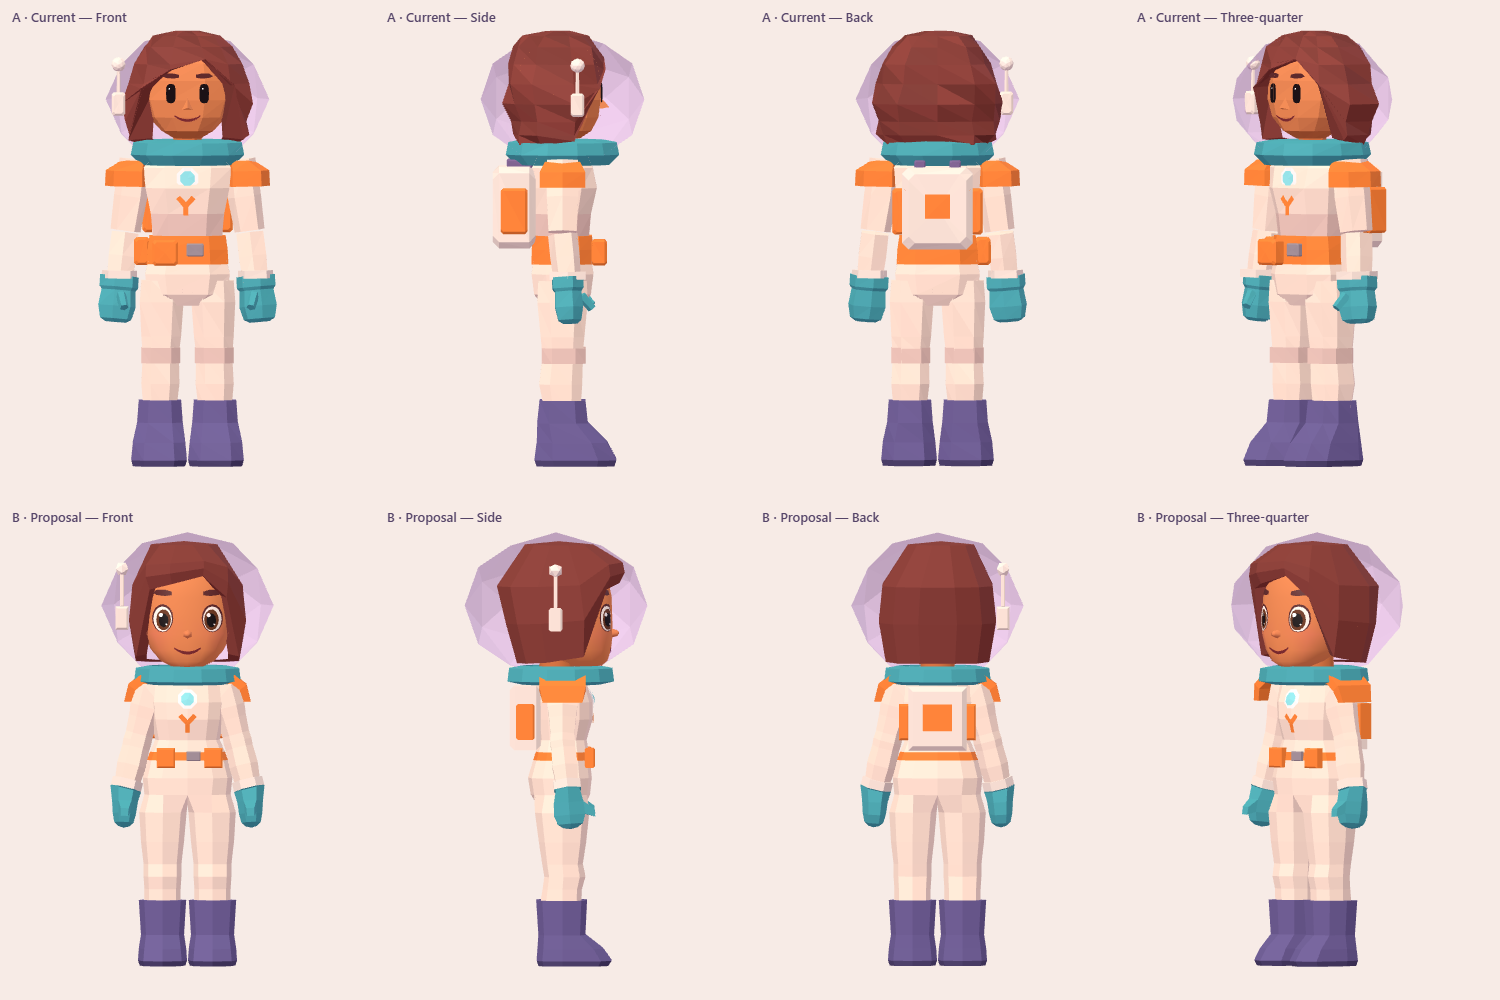 A · Current — Front
A · Current — Side
A · Current — Back
A · Current — Three-quarter
B · Proposal — Front
B · Proposal — Side
B · Proposal — Back
B · Proposal — Three-quarter